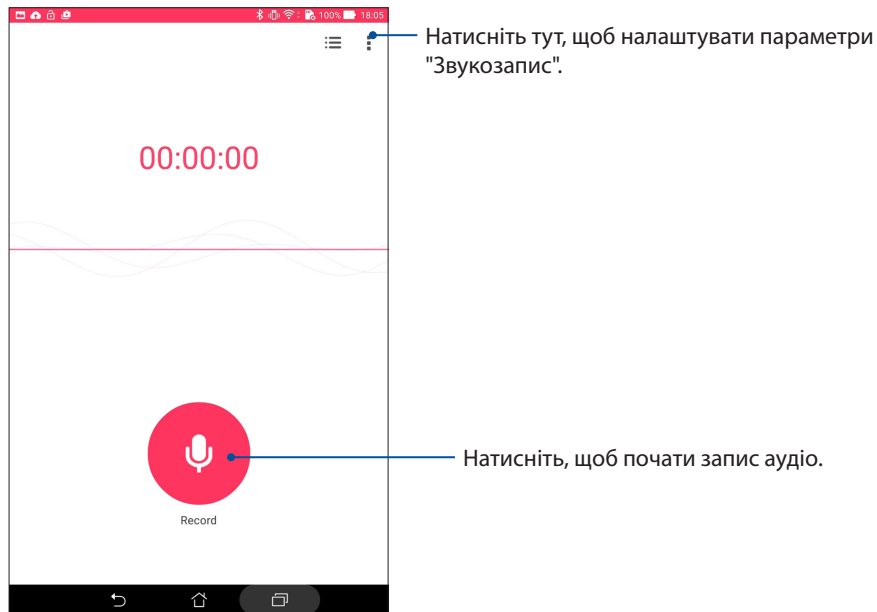 100% 18:05
Натисніть тут, щоб налаштувати параметри
"Звукозапис".
00:00:00
Натисніть, щоб почати запис аудіо.
Record